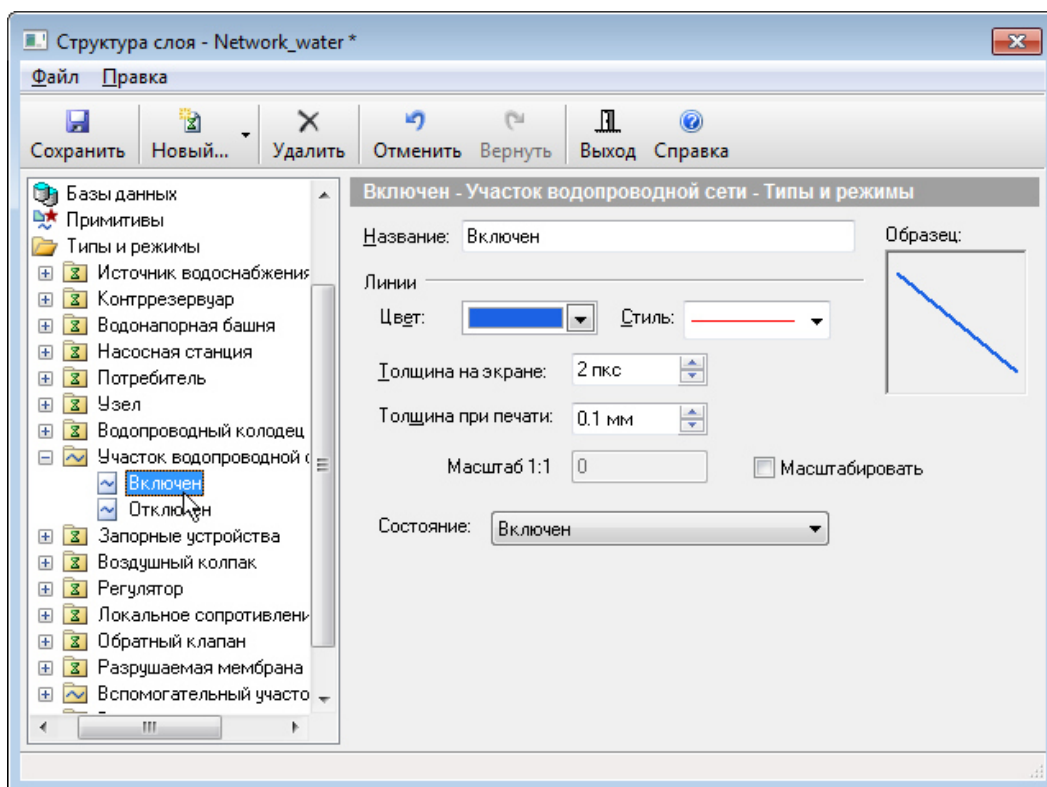 Структура слоя - Network_water *
Файл Правка
Сохранить Новый... Удалить Отменить Вернуть Выход Справка
Базы данных
Примитивы
Типы и режимы
Источник водоснабжения
Контррезервуар
Водонапорная башня
Насосная станция
Потребитель
Узел
Водопроводный колодец
Участок водопроводной с
Включен
Отключен
Запорные устройства
Воздушный колпак
Регулятор
Локальное сопротивлени
Обратный клапан
Разрушаемая мембрана
Вспомогательный участо
Включен - Участок водопроводной сети - Типы и режимы
Название: Включен
Образец:
Линии
Цвет: Стиль:
Толщина на экране: 2 пкс
Толщина при печати: 0.1 мм
Масштаб 1:1 0 Масштабировать
Состояние: Включен